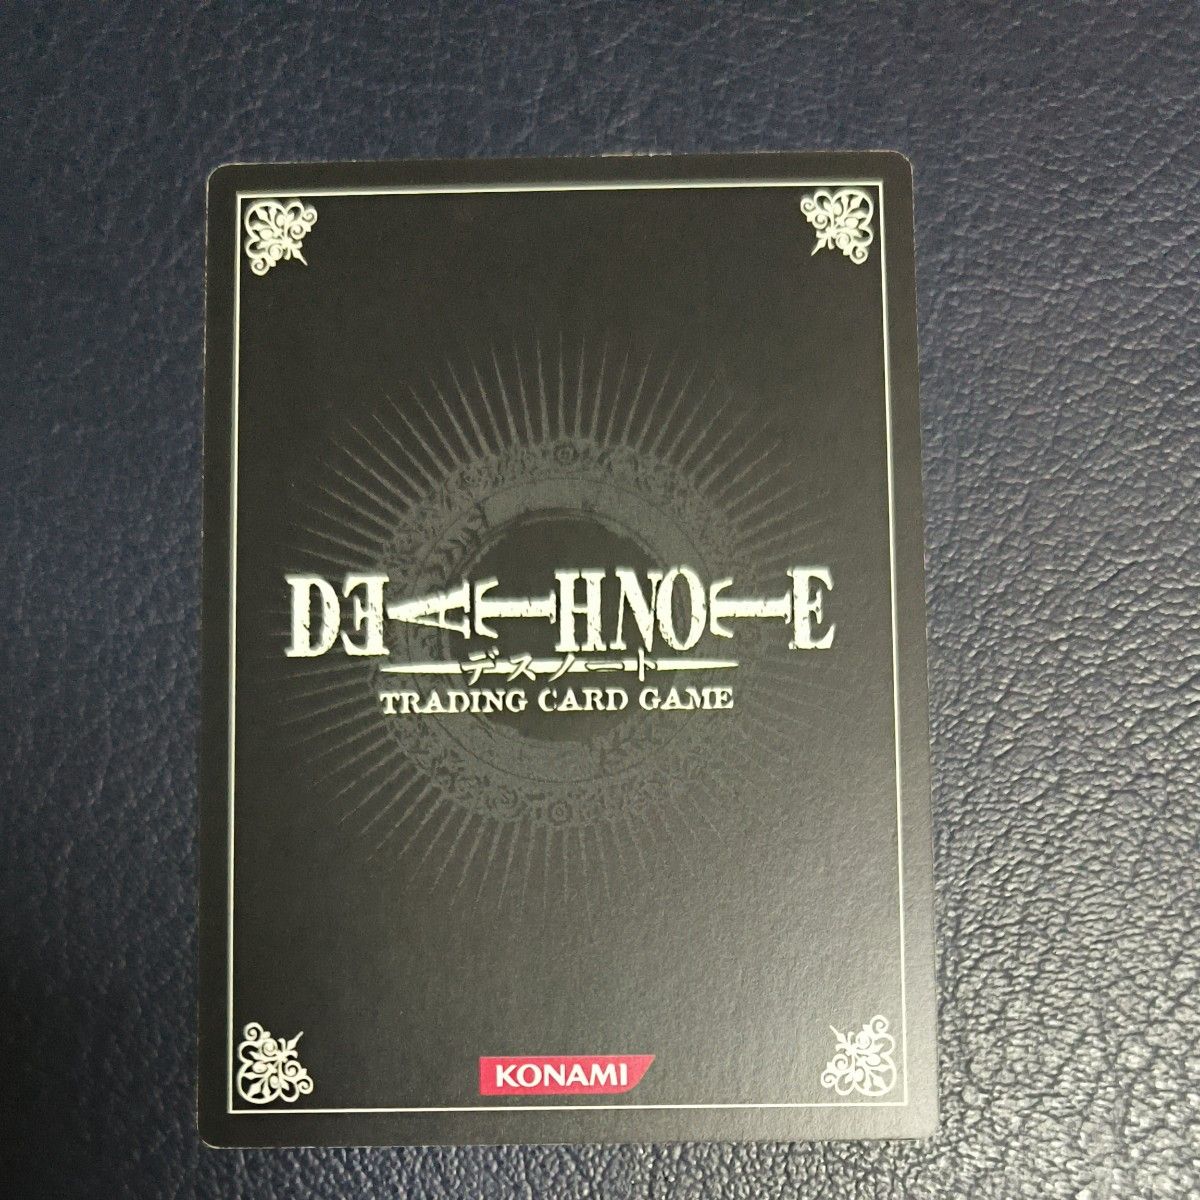 DEATH NOTE
デスノート
TRADING CARD GAME
KONAMI